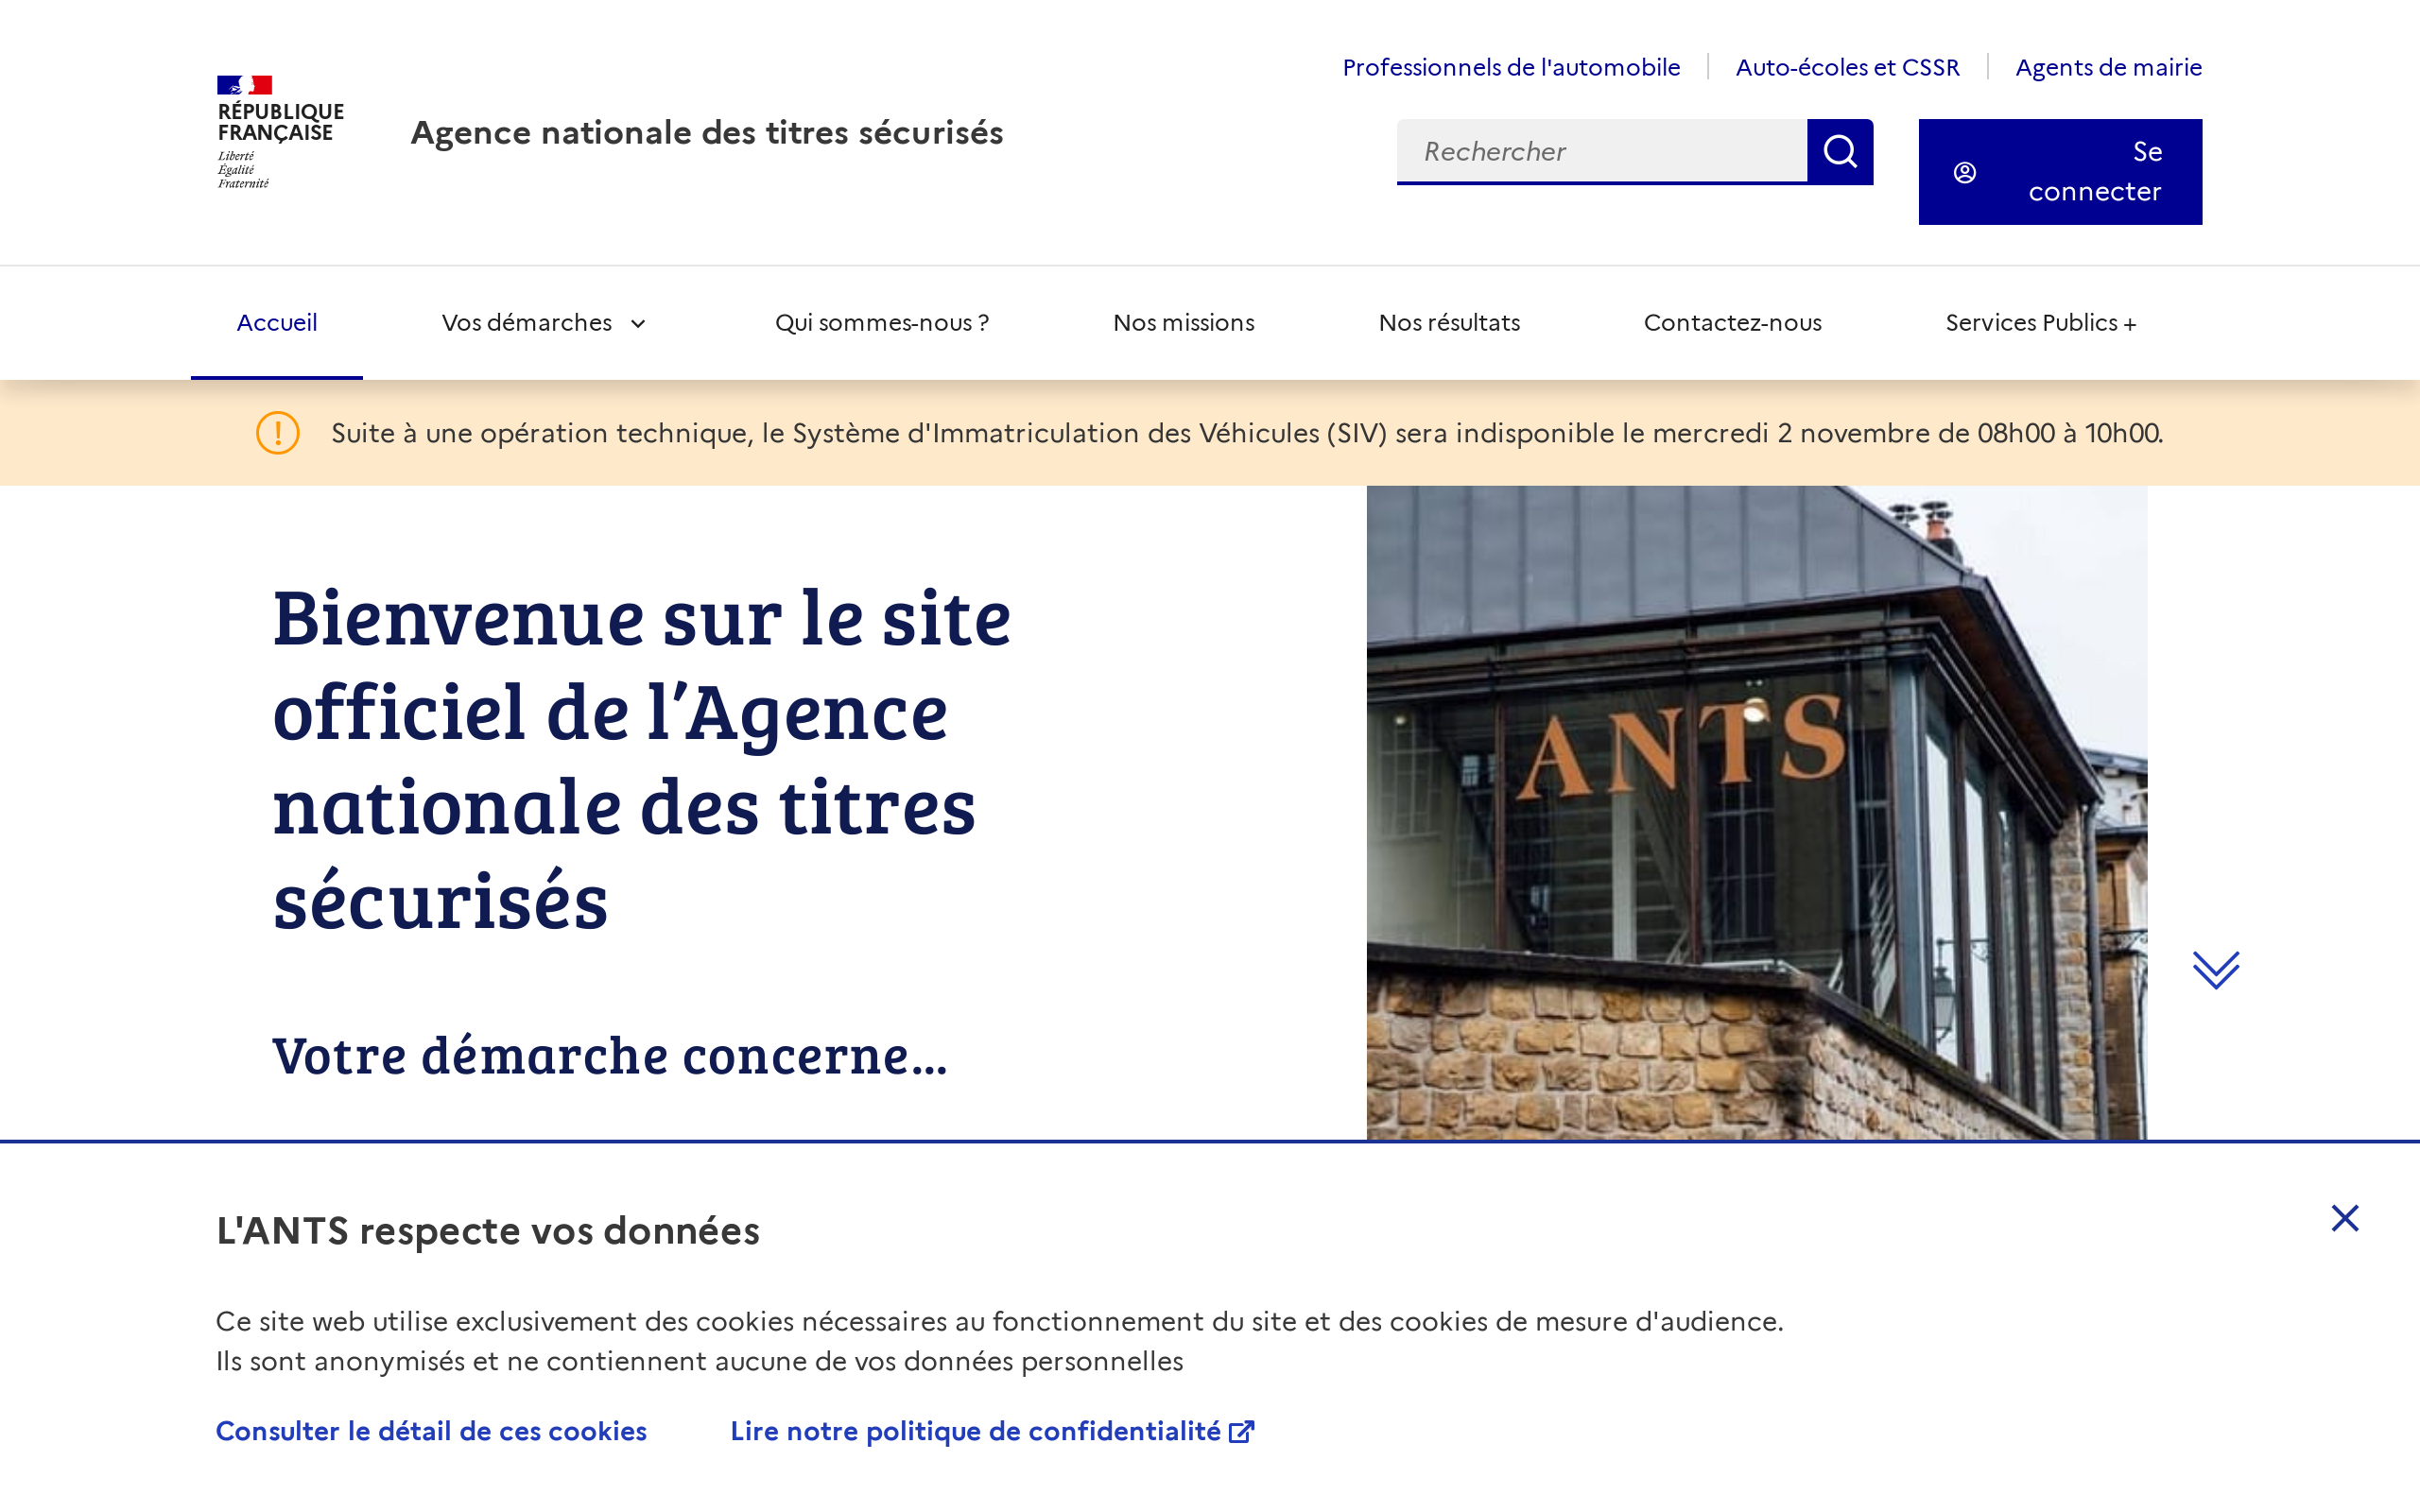 Professionnels de l'automobile
Auto-écoles et CSSR
Agents de mairie
RÉPUBLIQUE
FRANÇAISE
Liberté
Égalité
Fraternité
Agence nationale des titres sécurisés
Rechercher
Se
connecter
Accueil
Vos démarches
Qui sommes-nous ?
Nos missions
Nos résultats
Contactez-nous
Services Publics +
Suite à une opération technique, le Système d'Immatriculation des Véhicules (SIV) sera indisponible le mercredi 2 novembre de 08h00 à 10h00.
Bienvenue sur le site
officiel de l’Agence
nationale des titres
sécurisés
ANTS
Votre démarche concerne...
L'ANTS respecte vos données
Ce site web utilise exclusivement des cookies nécessaires au fonctionnement du site et des cookies de mesure d'audience.
Ils sont anonymisés et ne contiennent aucune de vos données personnelles
Consulter le détail de ces cookies
Lire notre politique de confidentialité